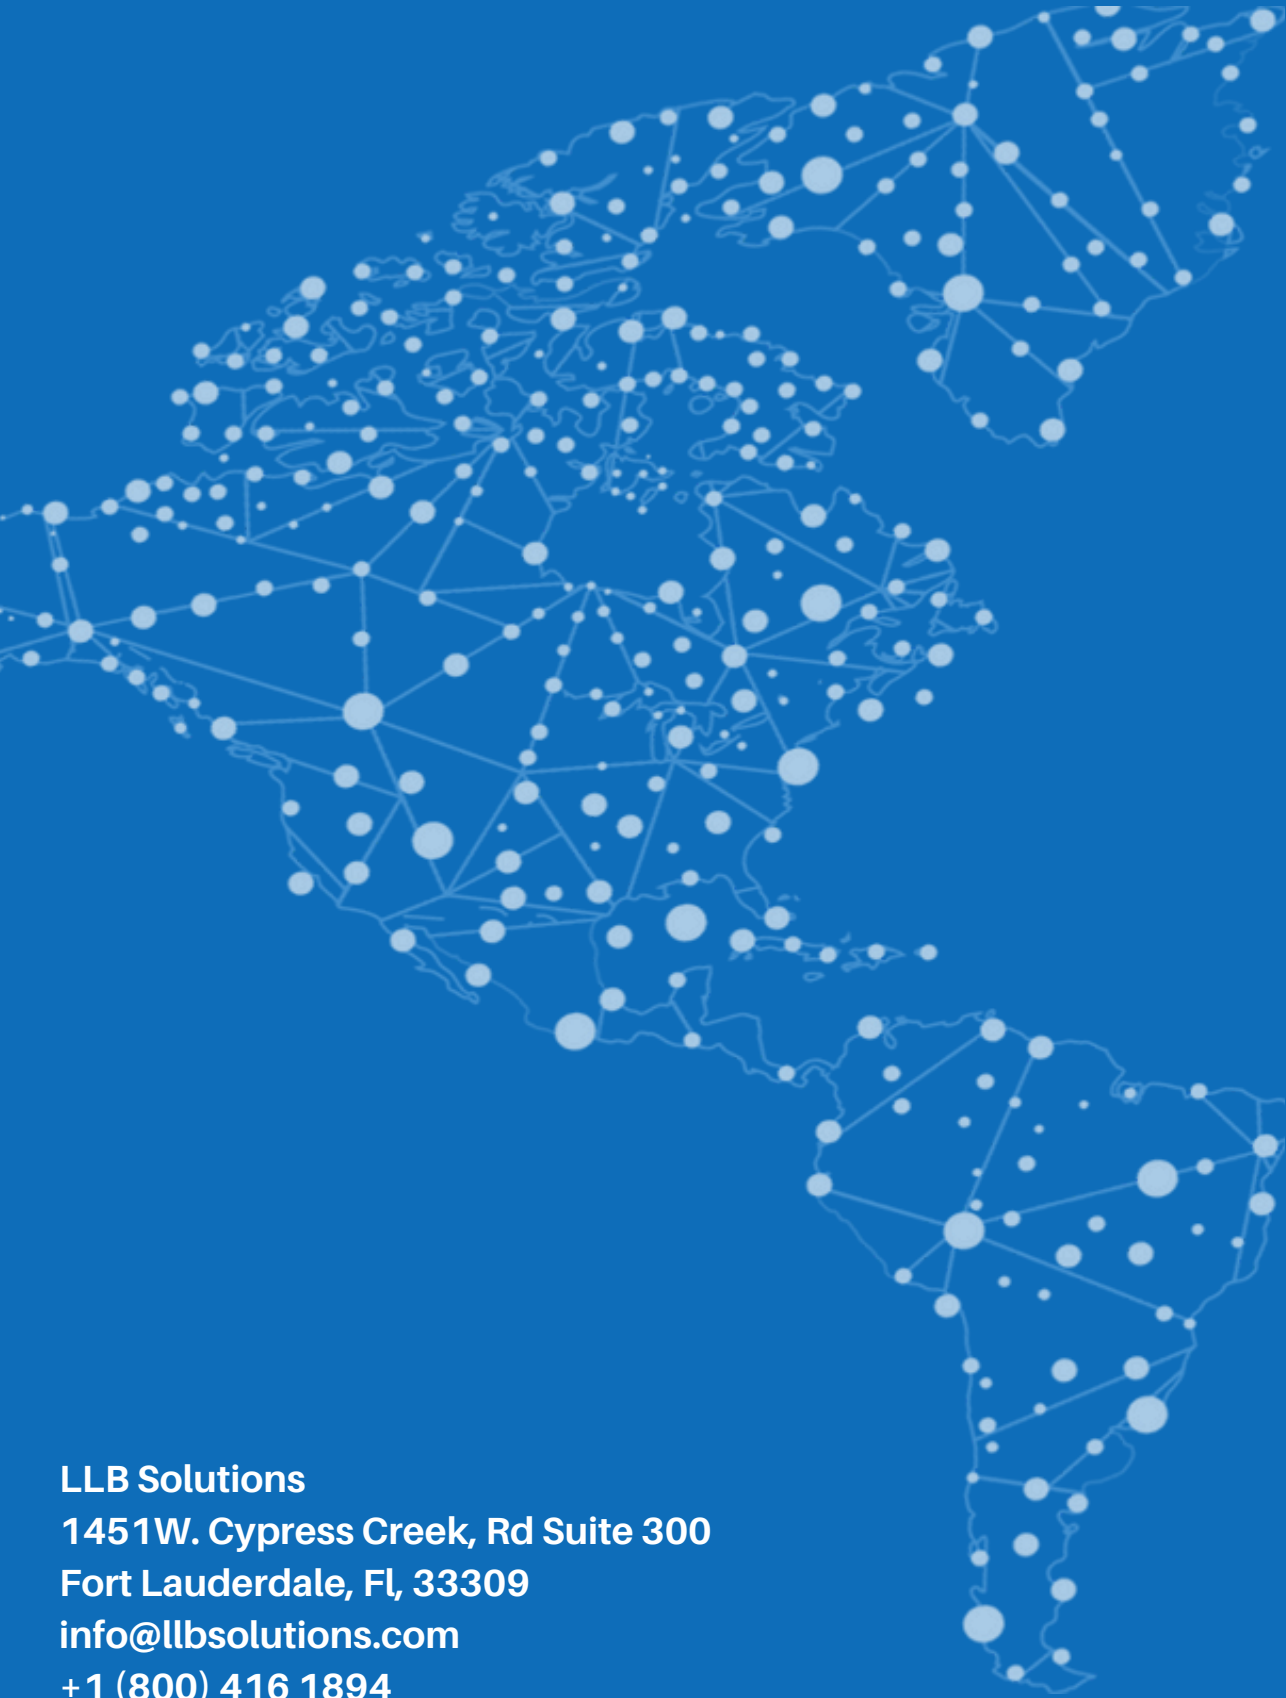 LLB Solutions
1451W. Cypress Creek, Rd Suite 300
Fort Lauderdale, Fl, 33309
info@llbsolutions.com
+1 (800) 416 1894